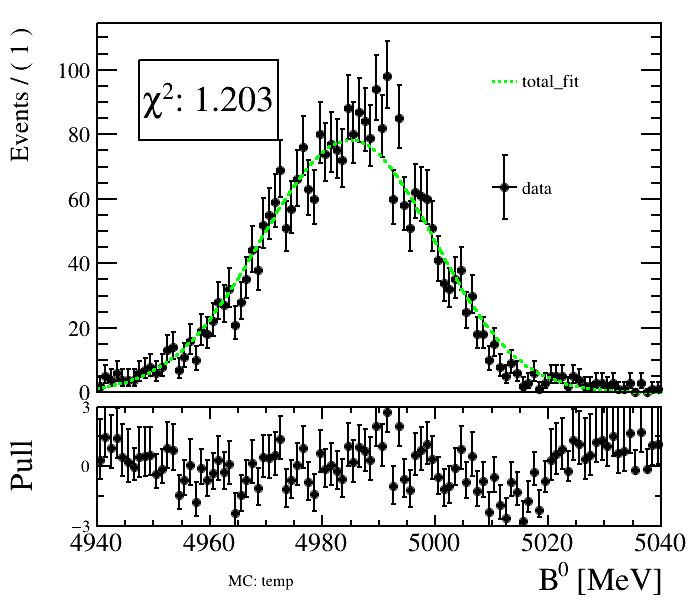 Events / ( 1 )
100
80
60
40
20
0
χ²: 1.203
total_fit
data
Pull
3
0
−3
4940 4960 4980 5000 5020 5040
MC: temp
B⁰ [MeV]